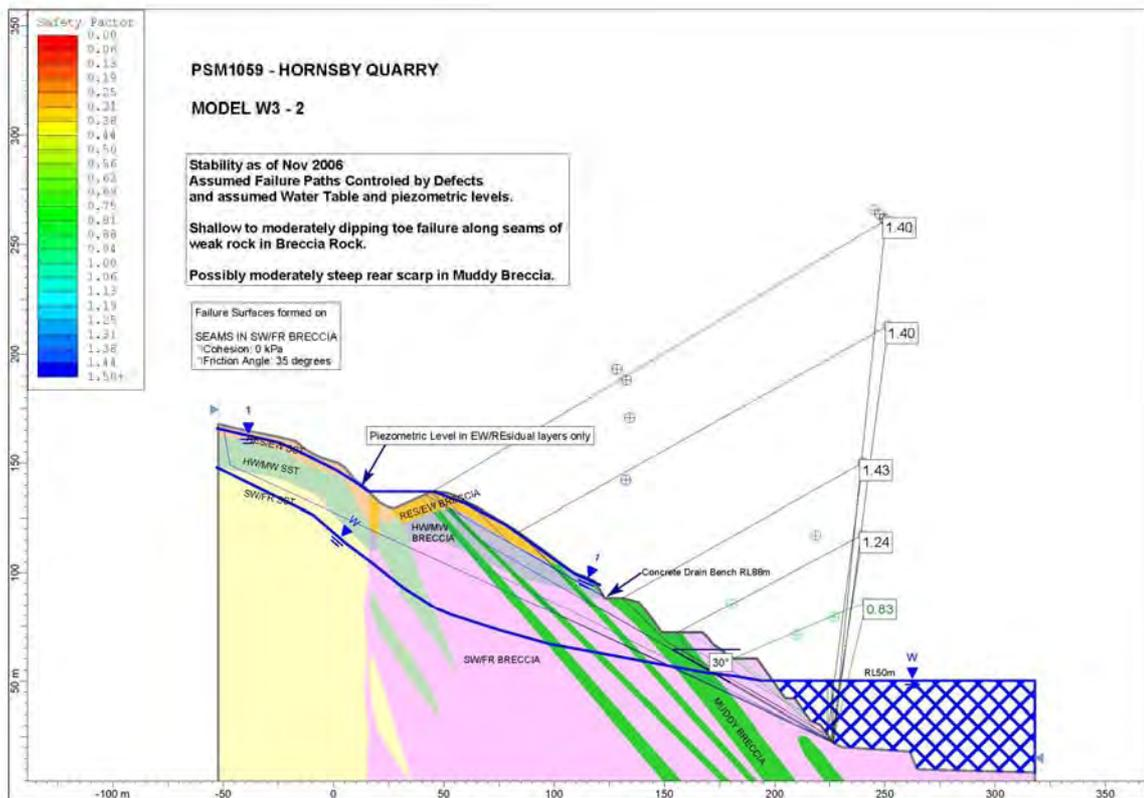 Safety Factor
0.00
0.06
0.13
0.19
0.25
0.31
0.38
0.44
0.50
0.56
0.63
0.69
0.75
0.81
0.88
0.94
1.00
1.06
1.13
1.19
1.25
1.31
1.38
1.44
1.50+
PSM1059 - HORNSBY QUARRY
MODEL W3 - 2
Stability as of Nov 2006
Assumed Failure Paths Controled by Defects
and assumed Water Table and piezometric levels.
Shallow to moderately dipping toe failure along seams of
weak rock in Breccia Rock.
Possibly moderately steep rear scarp in Muddy Breccia.
Failure Surfaces formed on
SEAMS IN SW/FR BRECCIA
Cohesion: 0 kPa
Friction Angle: 35 degrees
1.40
1.40
1.43
1.24
0.83
1
Piezometric Level in EW/REsidual layers only
RES/EW SST
HW/MW SST
SW/FR SST
W
RES/EW BRECCIA
HW/MW
BRECCIA
1
Concrete Drain Bench RL88m
30°
SW/FR BRECCIA
MUDDY BRECCIA
RL50m
W
350
300
250
200
150
100
50 m
-100 m
-50
0
50
100
150
200
250
300
350